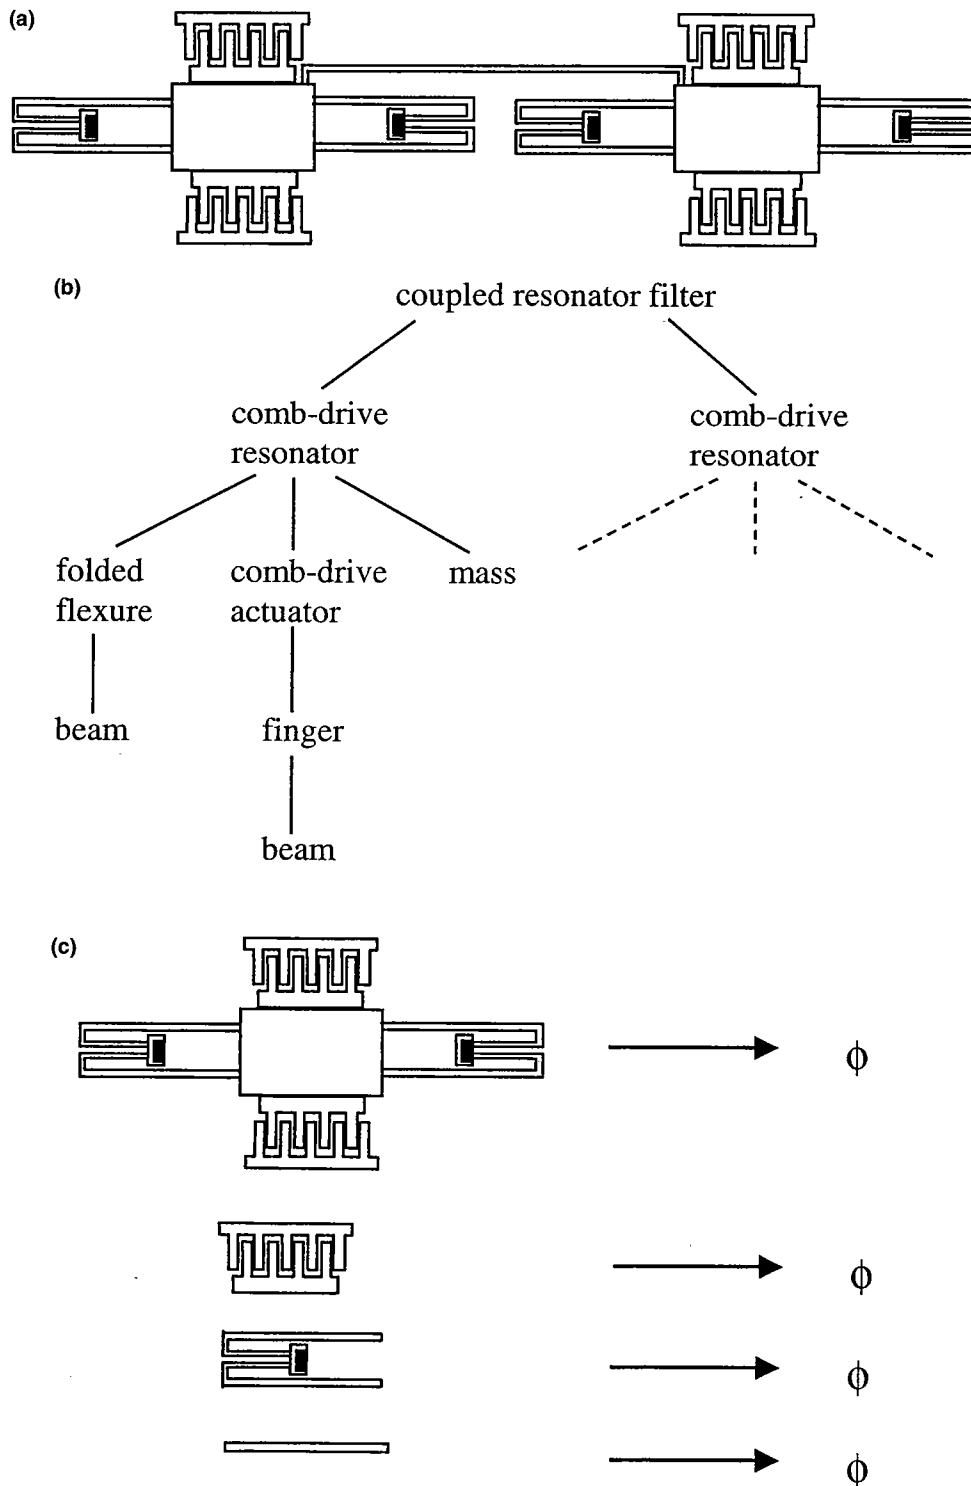 (a)
(b)
coupled resonator filter
comb-drive
resonator
comb-drive
resonator
folded
flexure
comb-drive
actuator
mass
beam
finger
beam
(c)
ϕ
ϕ
ϕ
ϕ